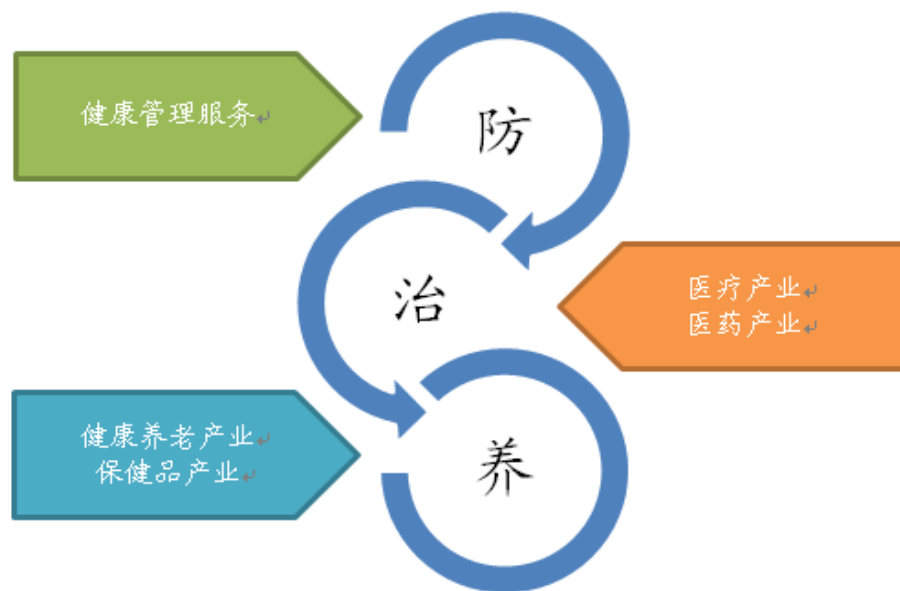 健康管理服务
防
治
医疗产业
医药产业
健康养老产业
保健品产业
养